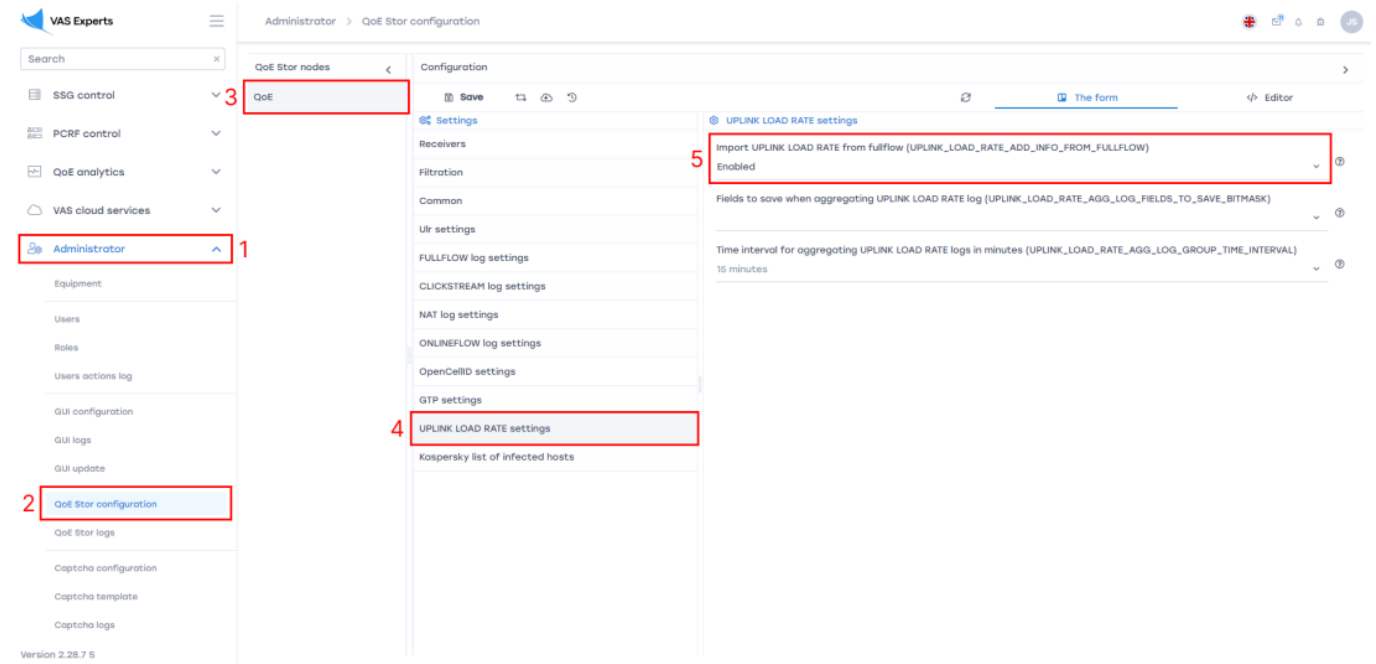 VAS Experts
Administrator > QoE Stor configuration
JS
Search
SSG control
PCRF control
QoE analytics
VAS cloud services
Administrator
1
Equipment
Users
Roles
Users actions log
GUI configuration
GUI logs
GUI update
2
QoE Stor configuration
QoE Stor logs
Captcha configuration
Captcha template
Captcha logs
Version 2.28.7 S
QoE Stor nodes
3
QoE
Configuration
Save
The form
</> Editor
Settings
Receivers
Filtration
Common
Ulr settings
FULLFLOW log settings
CLICKSTREAM log settings
NAT log settings
ONLINEFLOW log settings
OpenCellID settings
GTP settings
4
UPLINK LOAD RATE settings
Kaspersky list of infected hosts
UPLINK LOAD RATE settings
5
Import UPLINK LOAD RATE from fullflow (UPLINK_LOAD_RATE_ADD_INFO_FROM_FULLFLOW)
Enabled
Fields to save when aggregating UPLINK LOAD RATE log (UPLINK_LOAD_RATE_AGG_LOG_FIELDS_TO_SAVE_BITMASK)
Time interval for aggregating UPLINK LOAD RATE logs in minutes (UPLINK_LOAD_RATE_AGG_LOG_GROUP_TIME_INTERVAL)
15 minutes